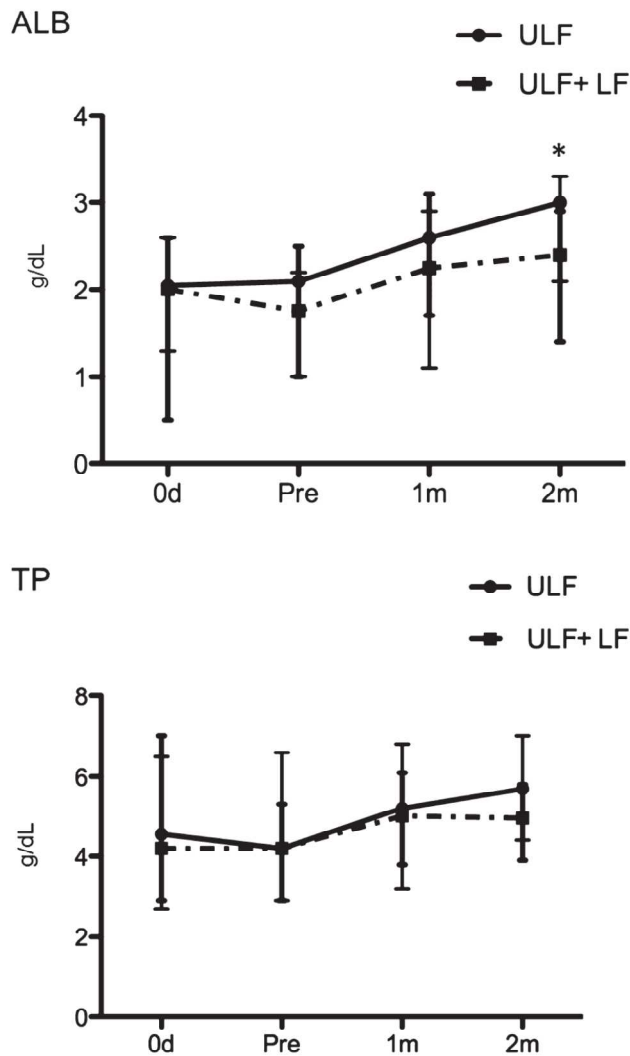 ALB
ULF
ULF+ LF
*
4
3
2
1
0
g/dL
0d Pre 1m 2m
TP
ULF
ULF+ LF
8
6
4
2
0
g/dL
0d Pre 1m 2m